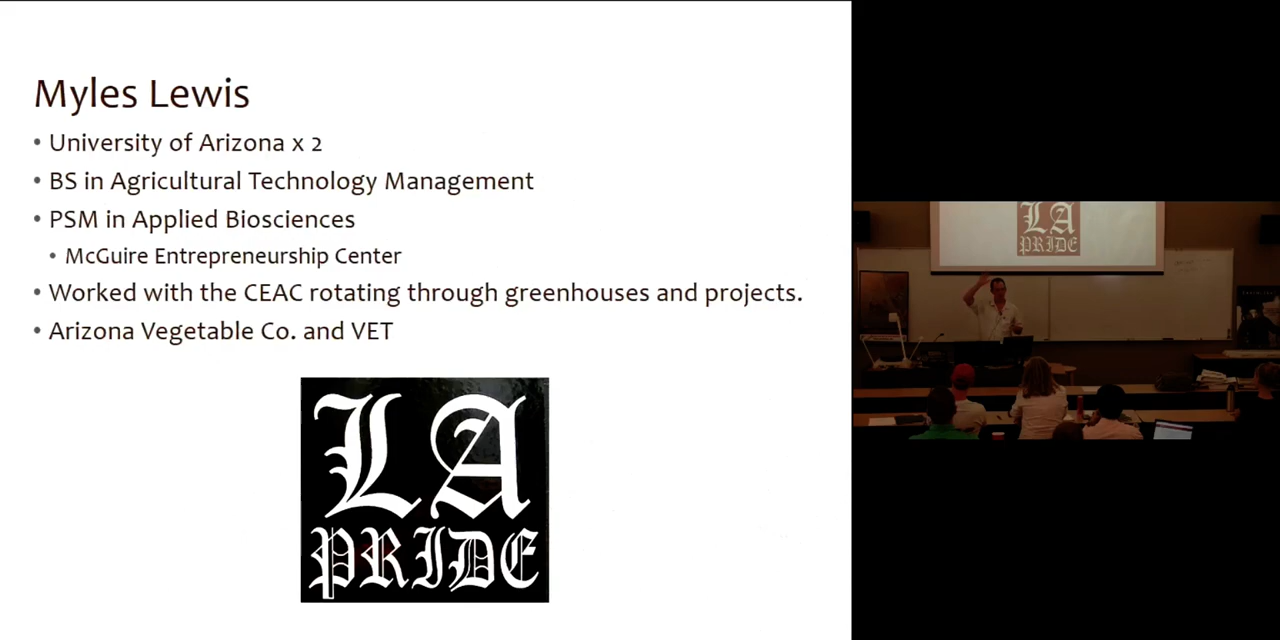 Myles Lewis
• University of Arizona x 2
• BS in Agricultural Technology Management
• PSM in Applied Biosciences
• McGuire Entrepreneurship Center
• Worked with the CEAC rotating through greenhouses and projects.
• Arizona Vegetable Co. and VET
LA
PRIDE
LA
PRIDE